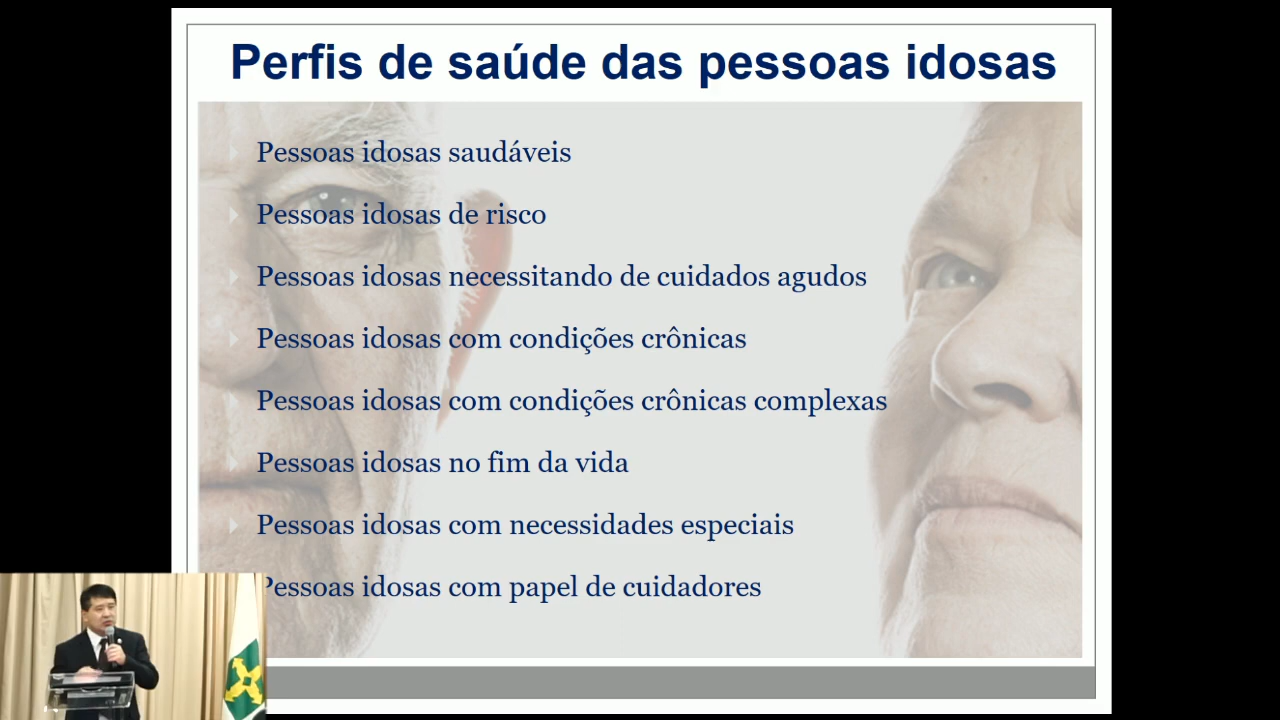 Perfis de saúde das pessoas idosas
Pessoas idosas saudáveis
Pessoas idosas de risco
Pessoas idosas necessitando de cuidados agudos
Pessoas idosas com condições crônicas
Pessoas idosas com condições crônicas complexas
Pessoas idosas no fim da vida
Pessoas idosas com necessidades especiais
Pessoas idosas com papel de cuidadores